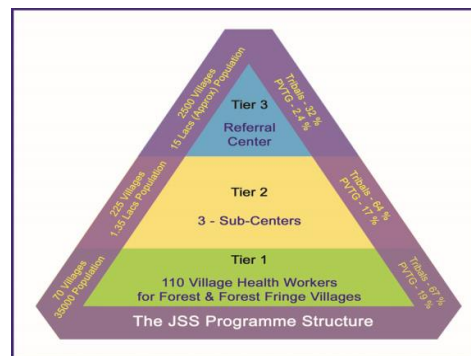 2500 Villages
15 Lacs (Approx) Population
Tribals - 32 %
PVTG - 2.4 %
Tier 3
Referral
Center
225 Villages
1.35 Lacs Population
Tribals - 64 %
PVTG - 17 %
Tier 2
3 - Sub-Centers
70 Villages
35000 Population
Tribals - 67 %
PVTG - 19 %
Tier 1
110 Village Health Workers
for Forest & Forest Fringe Villages
The JSS Programme Structure